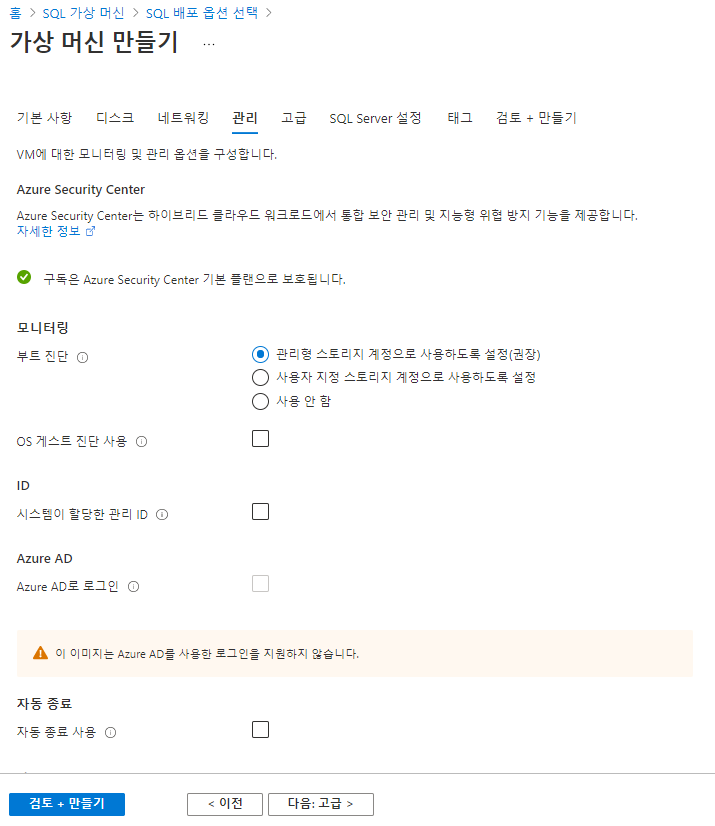 홈 > SQL 가상 머신 > SQL 배포 옵션 선택 >
가상 머신 만들기 ...
기본 사항 디스크 네트워킹 관리 고급 SQL Server 설정 태그 검토 + 만들기
VM에 대한 모니터링 및 관리 옵션을 구성합니다.
Azure Security Center
Azure Security Center는 하이브리드 클라우드 워크로드에서 통합 보안 관리 및 지능형 위협 방지 기능을 제공합니다.
자세한 정보
구독은 Azure Security Center 기본 플랜으로 보호됩니다.
모니터링
부트 진단
관리형 스토리지 계정으로 사용하도록 설정(권장)
사용자 지정 스토리지 계정으로 사용하도록 설정
사용 안 함
OS 게스트 진단 사용
ID
시스템이 할당한 관리 ID
Azure AD
Azure AD로 로그인
이 이미지는 Azure AD를 사용한 로그인을 지원하지 않습니다.
자동 종료
자동 종료 사용
검토 + 만들기 < 이전 다음: 고급 >